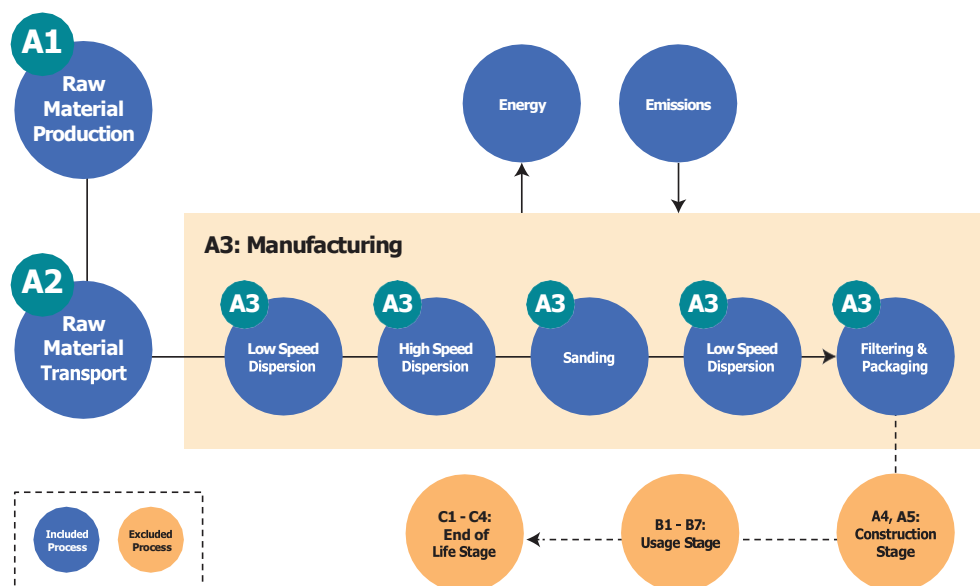 A1
Raw
Material
Production
Energy
Emissions
A3: Manufacturing
A2
Raw
Material
Transport
A3
Low Speed
Dispersion
A3
High Speed
Dispersion
A3
Sanding
A3
Low Speed
Dispersion
A3
Filtering &
Packaging
C1 - C4:
End of
Life Stage
B1 - B7:
Usage Stage
A4, A5:
Construction
Stage
Included
Process
Excluded
Process